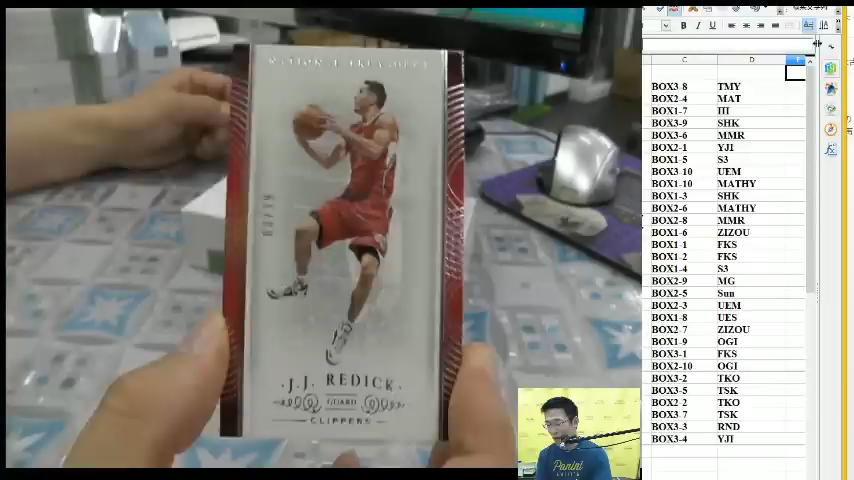 NATIONAL TREASURES
J.J. REDICK
GUARD
CLIPPERS
Panini
B I U
C D
BOX3-8 TMY
BOX2-4 MAT
BOX1-7 III
BOX3-9 SHK
BOX3-6 MMR
BOX2-1 YJI
BOX1-5 S3
BOX3-10 UEM
BOX1-10 MATHY
BOX1-3 SHK
BOX2-6 MATHY
BOX2-8 MMR
BOX1-6 ZIZOU
BOX1-1 FKS
BOX1-2 FKS
BOX1-4 S3
BOX2-9 MG
BOX2-5 Sun
BOX2-3 UEM
BOX1-8 UES
BOX2-7 ZIZOU
BOX1-9 OGI
BOX3-1 FKS
BOX2-10 OGI
BOX3-2 TKO
BOX3-5 TSK
BOX2-2 TKO
BOX3-7 TSK
BOX3-3 RND
BOX3-4 YJI